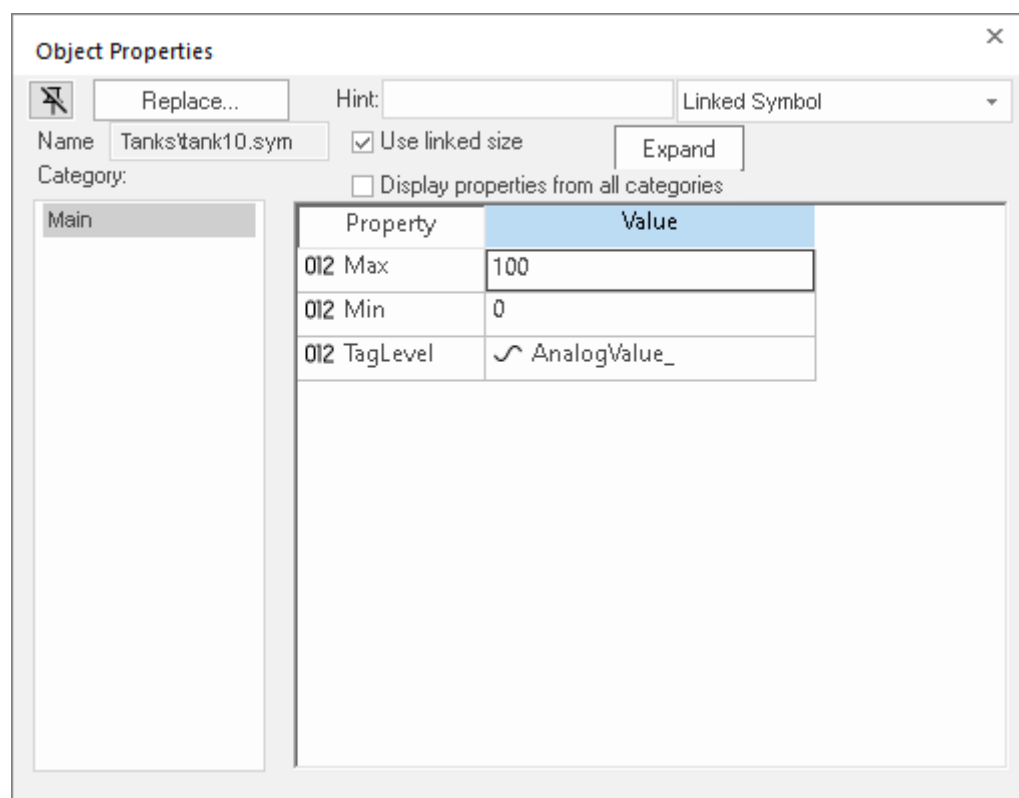 Object Properties
Replace... Hint: Linked Symbol
Name Tanks\tank10.sym Use linked size Expand
Category: Display properties from all categories
Main Property Value
012 Max 100
012 Min 0
012 TagLevel AnalogValue_